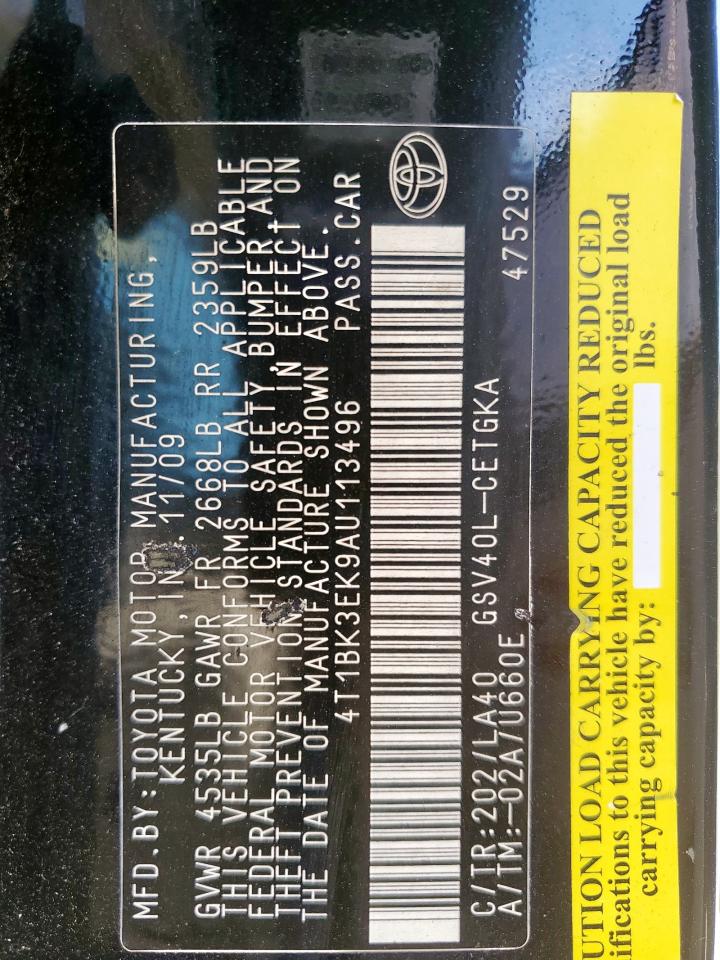 MFD.BY:TOYOTA MOTOR MANUFACTURING,
KENTUCKY, IN . 11/09
GVWR 4535LB GAWR FR 2668LB RR 2359LB
THIS VEHICLE CONFORMS TO ALL APPLICABLE
FEDERAL MOTOR VEHICLE SAFETY, BUMPER AND
THEFT PREVENTION STANDARDS IN EFFECT ON
THE DATE OF MANUFACTURE SHOWN ABOVE.
4T1BK3EK9AU113496 PASS.CAR
C/TR:202/LA40 GSV40L-CETGKA
A/TM:-02A/U660E 47529
UTION LOAD CARRYING CAPACITY REDUCED
ifications to this vehicle have reduced the original load
carrying capacity by: lbs.